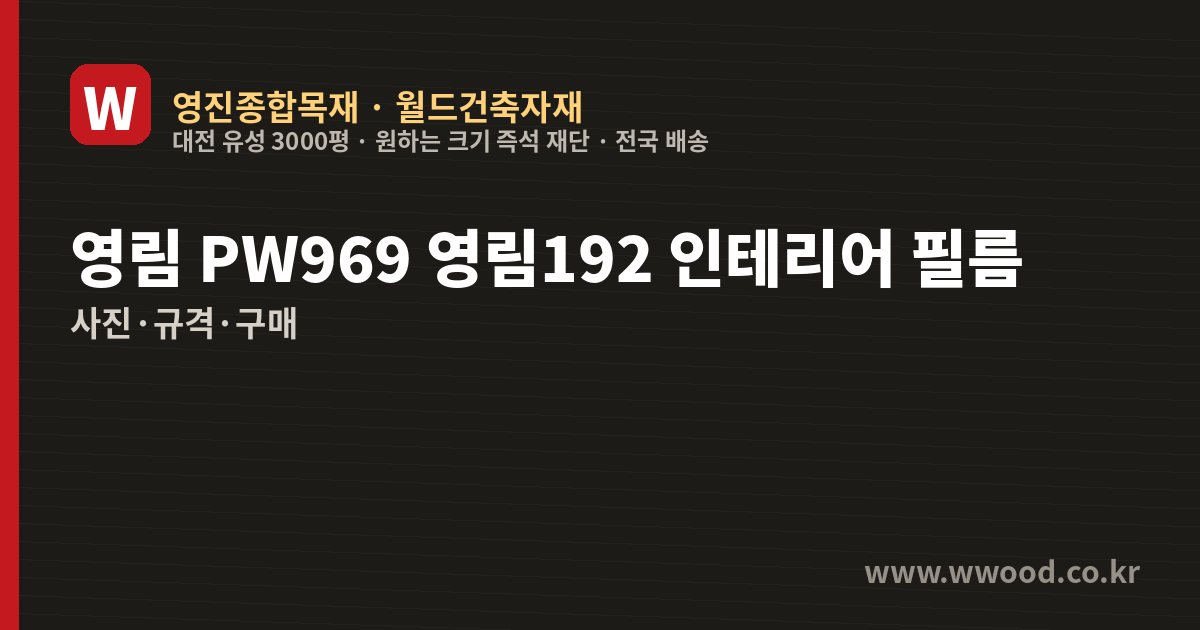 W
영진종합목재 · 월드건축자재
대전 유성 3000평 · 원하는 크기 즉석 재단 · 전국 배송
영림 PW969 영림192 인테리어 필름
사진·규격·구매
www.wwood.co.kr